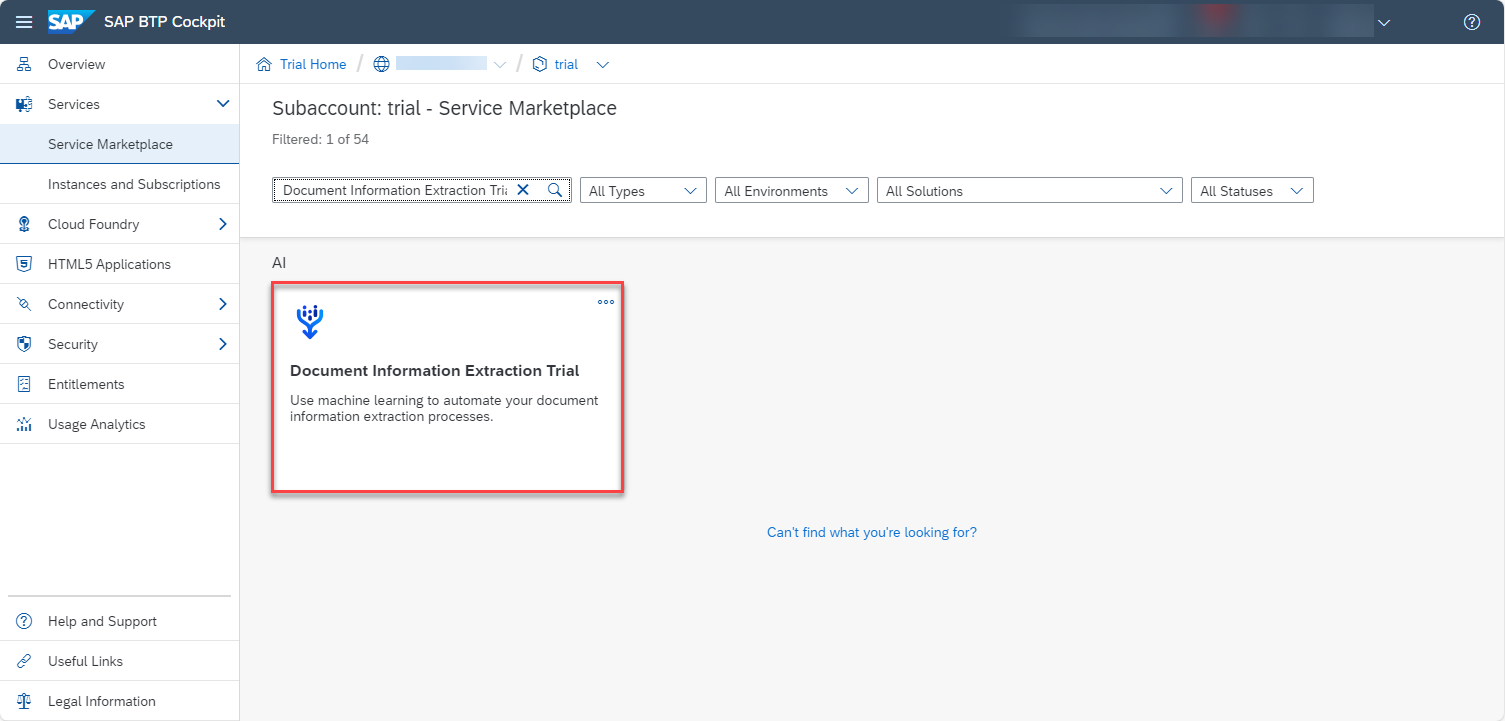 SAP SAP BTP Cockpit
Overview
Services
Service Marketplace
Instances and Subscriptions
Cloud Foundry
HTML5 Applications
Connectivity
Security
Entitlements
Usage Analytics
Help and Support
Useful Links
Legal Information
Trial Home / / trial
Subaccount: trial - Service Marketplace
Filtered: 1 of 54
Document Information Extraction
All Types
All Environments
All Solutions
All Statuses
AI
Document Information Extraction Trial
Use machine learning to automate your document
information extraction processes.
Can't find what you're looking for?